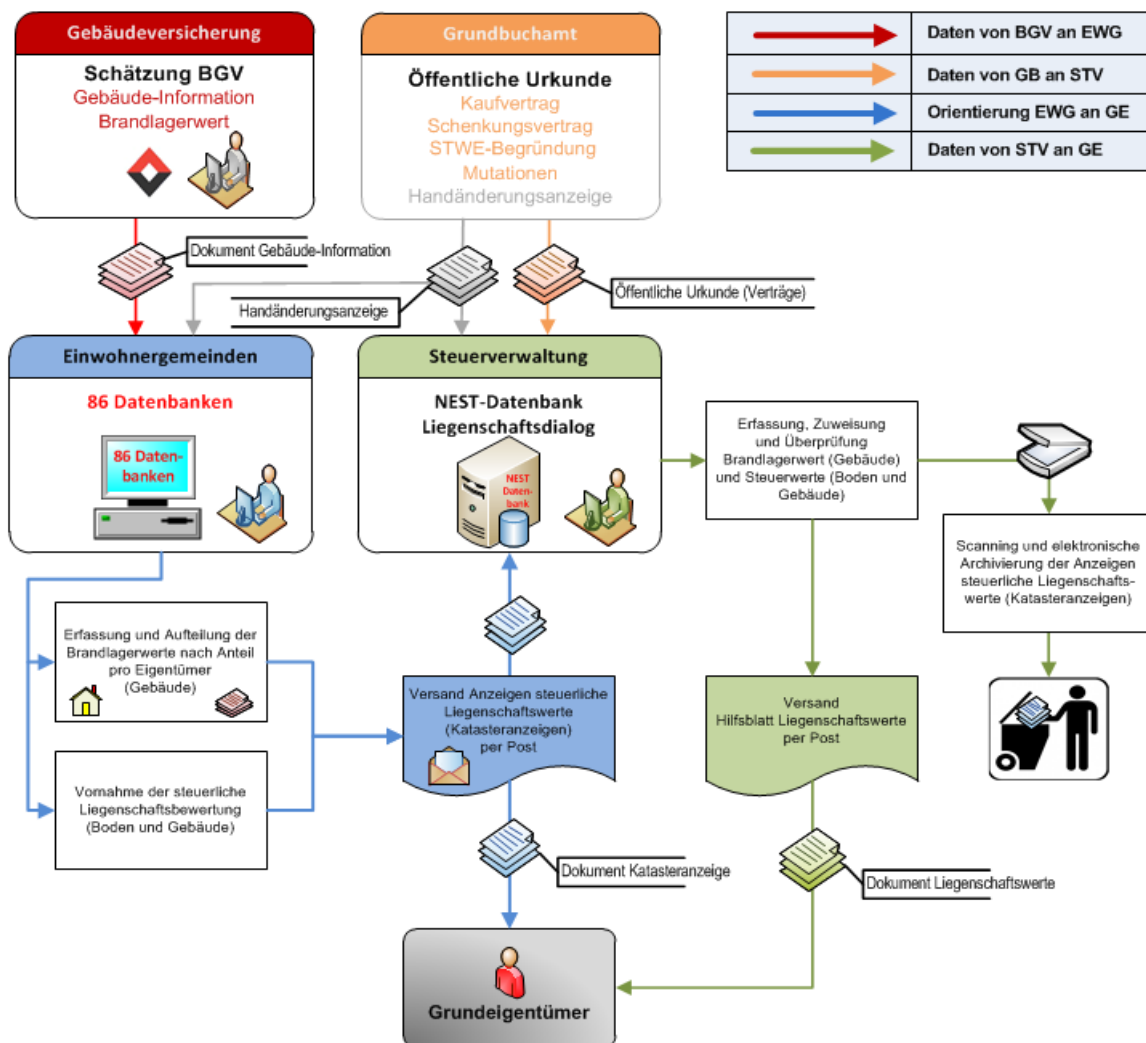 Gebäudeversicherung
Schätzung BGV
Gebäude-Information
Brandlagerwert
Grundbuchamt
Öffentliche Urkunde
Kaufvertrag
Schenkungsvertrag
STWE-Begründung
Mutationen
Handänderungsanzeige
Daten von BGV an EWG
Daten von GB an STV
Orientierung EWG an GE
Daten von STV an GE
Dokument Gebäude-Information
Handänderungsanzeige
Öffentliche Urkunde (Verträge)
Einwohnergemeinden
86 Datenbanken
86 Daten-
banken
Steuerverwaltung
NEST-Datenbank
Liegenschaftsdialog
NEST
Daten-
bank
Erfassung, Zuweisung
und Überprüfung
Brandlagerwert (Gebäude)
und Steuerwerte (Boden und
Gebäude)
Scanning und elektronische
Archivierung der Anzeigen
steuerliche Liegenschafts-
werte (Katasteranzeigen)
Erfassung und Aufteilung der
Brandlagerwerte nach Anteil
pro Eigentümer
(Gebäude)
Vornahme der steuerliche
Liegenschaftsbewertung
(Boden und Gebäude)
Versand Anzeigen steuerliche
Liegenschaftswerte
(Katasteranzeigen)
per Post
Versand
Hilfsblatt Liegenschaftswerte
per Post
Dokument Katasteranzeige
Dokument Liegenschaftswerte
Grundeigentümer